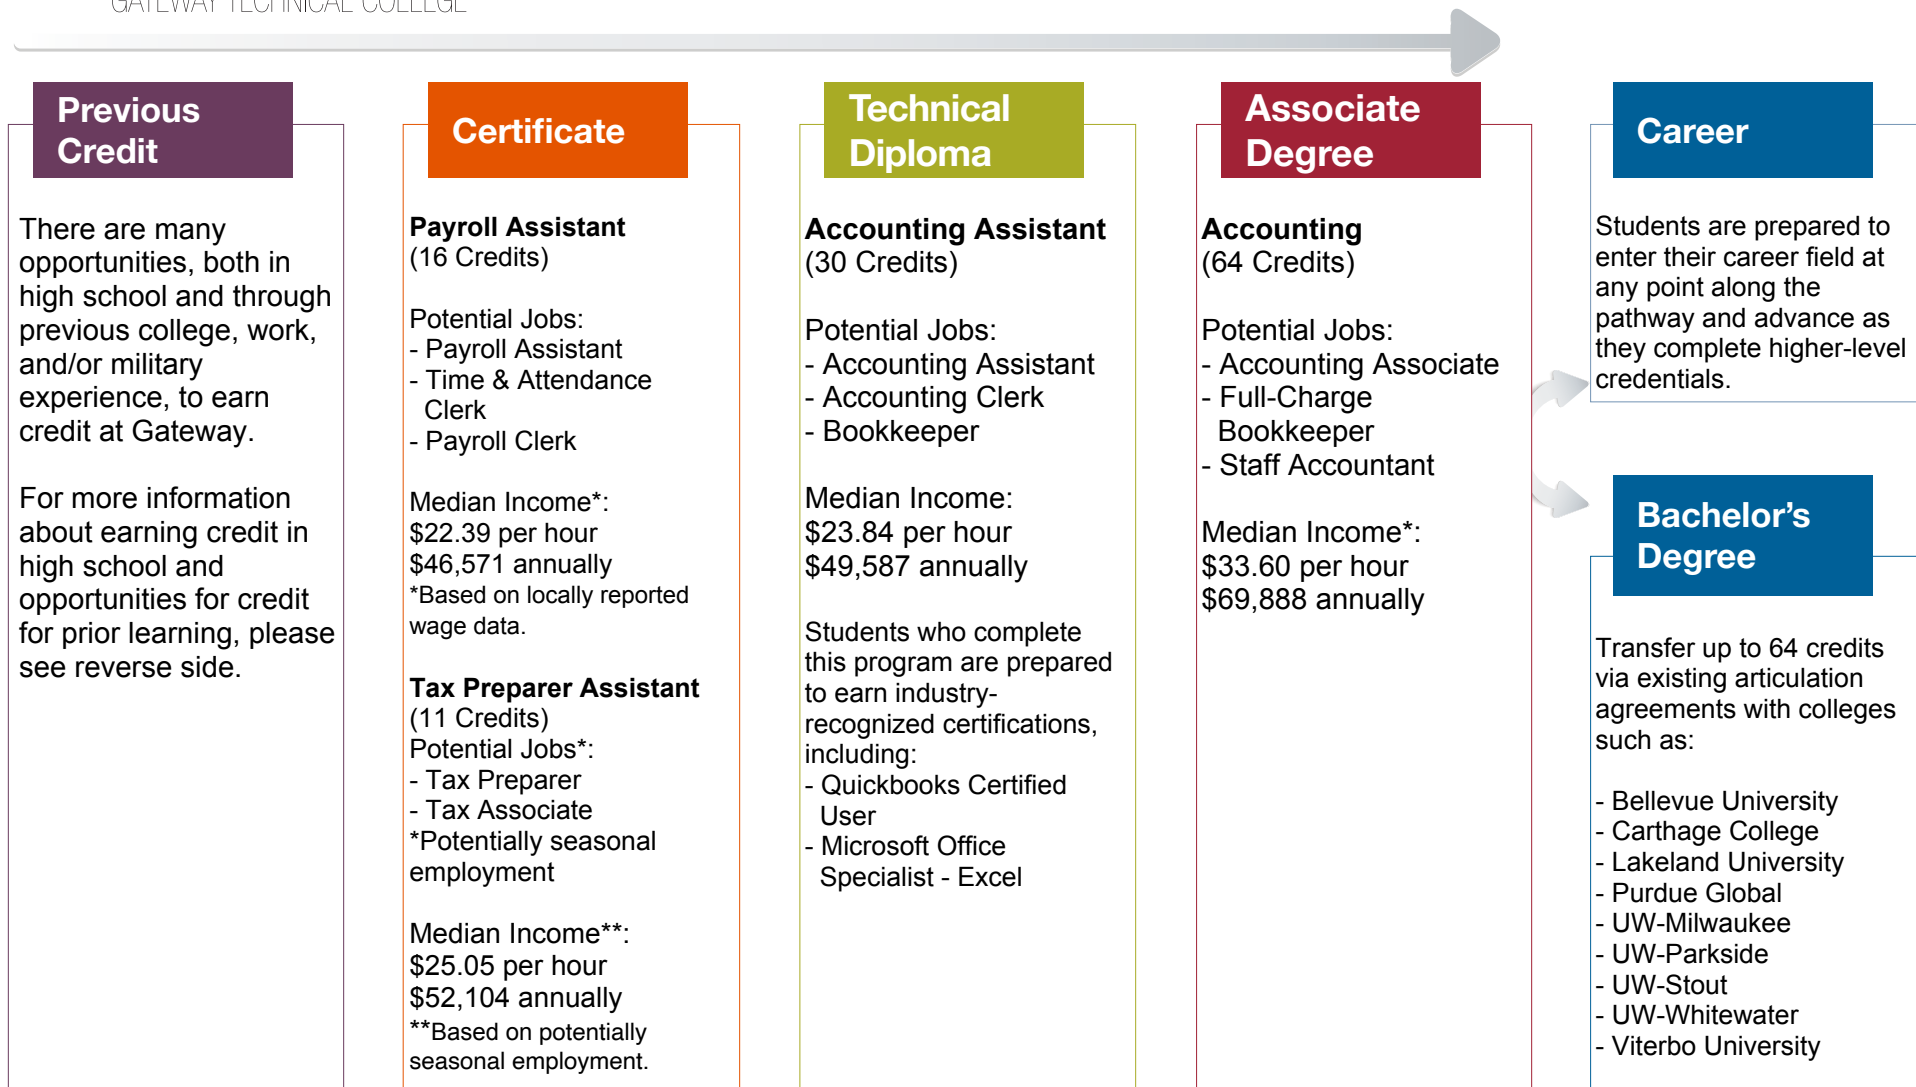 GATEWAY TECHNICAL COLLEGE
Previous
Credit
There are many
opportunities, both in
high school and through
previous college, work,
and/or military
experience, to earn
credit at Gateway.
For more information
about earning credit in
high school and
opportunities for credit
for prior learning, please
see reverse side.
Certificate
Payroll Assistant
(16 Credits)
Potential Jobs:
- Payroll Assistant
- Time & Attendance
Clerk
- Payroll Clerk
Median Income*:
$22.39 per hour
$46,571 annually
*Based on locally reported
wage data.
Tax Preparer Assistant
(11 Credits)
Potential Jobs*:
- Tax Preparer
- Tax Associate
*Potentially seasonal
employment
Median Income**:
$25.05 per hour
$52,104 annually
**Based on potentially
seasonal employment.
Technical
Diploma
Accounting Assistant
(30 Credits)
Potential Jobs:
- Accounting Assistant
- Accounting Clerk
- Bookkeeper
Median Income:
$23.84 per hour
$49,587 annually
Students who complete
this program are prepared
to earn industry-
recognized certifications,
including:
- Quickbooks Certified
User
- Microsoft Office
Specialist - Excel
Associate
Degree
Accounting
(64 Credits)
Potential Jobs:
- Accounting Associate
- Full-Charge
Bookkeeper
- Staff Accountant
Median Income*:
$33.60 per hour
$69,888 annually
Career
Students are prepared to
enter their career field at
any point along the
pathway and advance as
they complete higher-level
credentials.
Bachelor’s
Degree
Transfer up to 64 credits
via existing articulation
agreements with colleges
such as:
- Bellevue University
- Carthage College
- Lakeland University
- Purdue Global
- UW-Milwaukee
- UW-Parkside
- UW-Stout
- UW-Whitewater
- Viterbo University